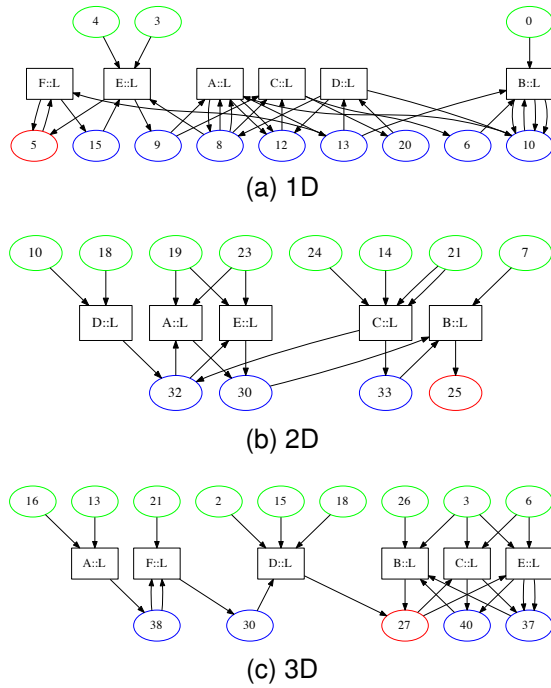 4 3 0
F::L E::L A::L C::L D::L B::L
5 15 9 8 12 13 20 6 10
(a) 1D
10 18 19 23 24 14 21 7
D::L A::L E::L C::L B::L
32 30 33 25
(b) 2D
16 13 21 2 15 18 26 3 6
A::L F::L D::L B::L C::L E::L
38 30 27 40 37
(c) 3D